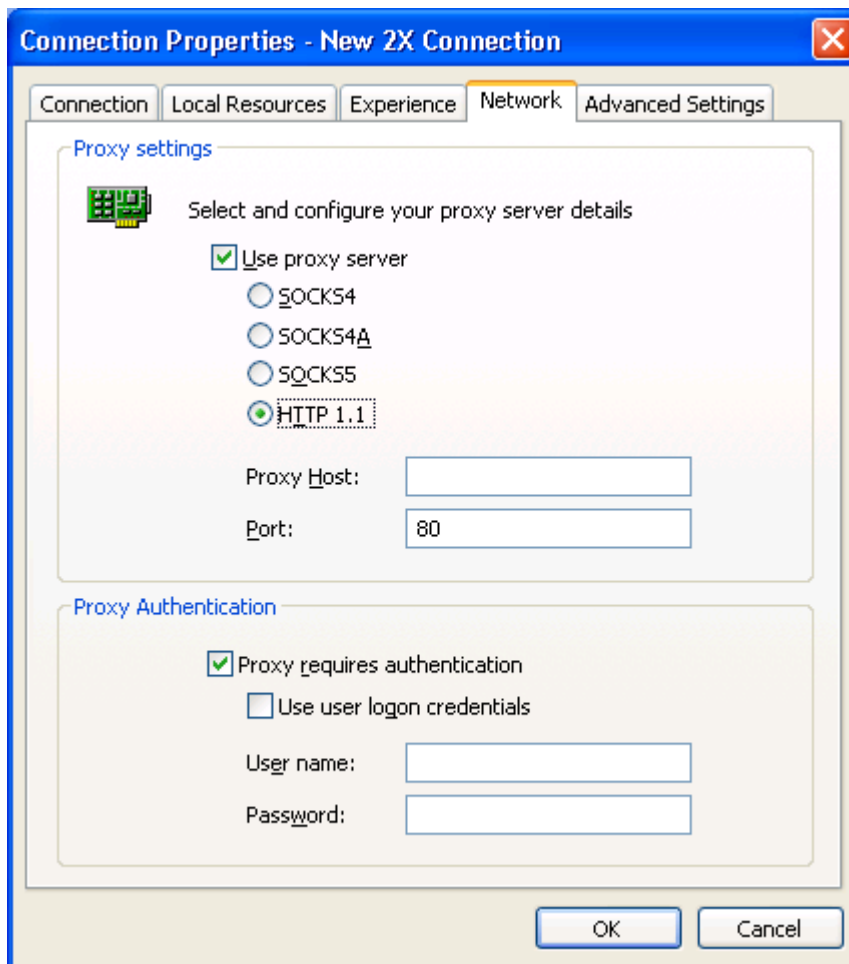 Connection Properties - New 2X Connection
Connection Local Resources Experience Network Advanced Settings
Proxy settings
Select and configure your proxy server details
Use proxy server
SOCKS4
SOCKS4A
SOCKS5
HTTP 1.1
Proxy Host:
Port: 80
Proxy Authentication
Proxy requires authentication
Use user logon credentials
User name:
Password:
OK Cancel